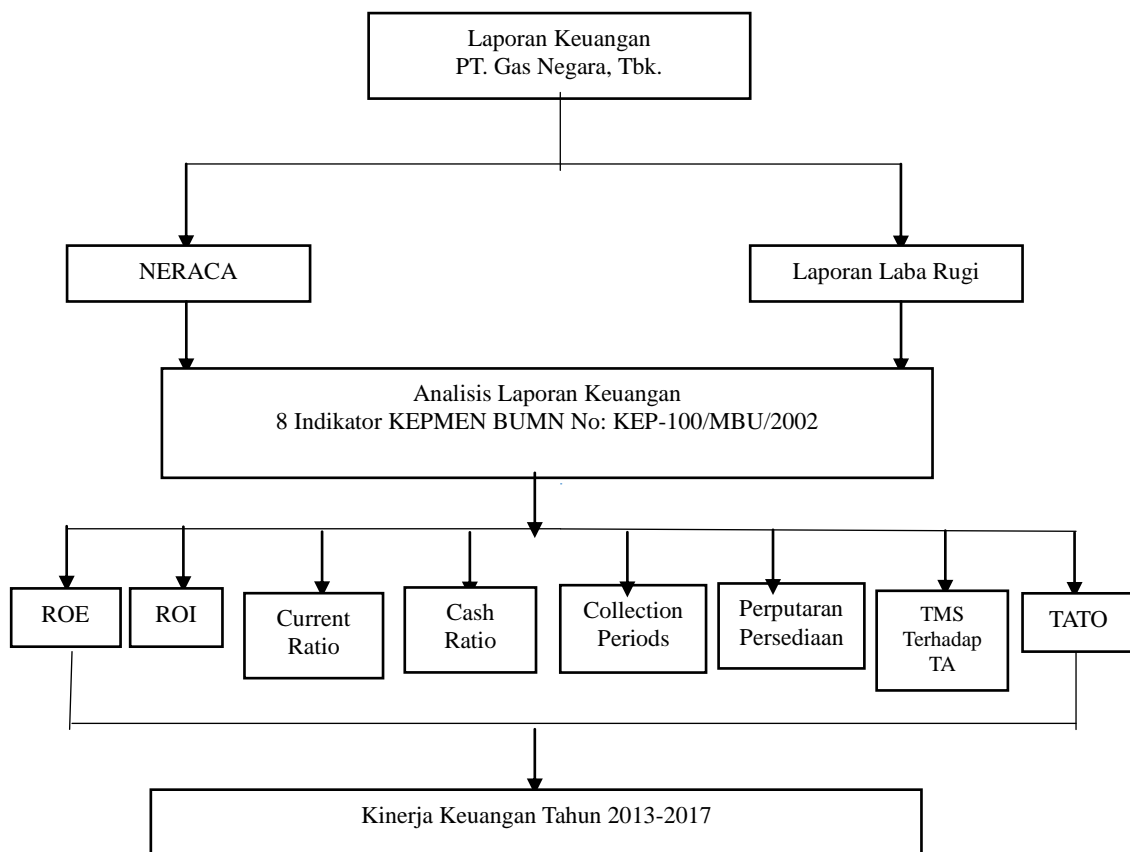 Laporan Keuangan
PT. Gas Negara, Tbk.
NERACA
Laporan Laba Rugi
Analisis Laporan Keuangan
8 Indikator KEPMEN BUMN No: KEP-100/MBU/2002
ROE
ROI
Current
Ratio
Cash
Ratio
Collection
Periods
Perputaran
Persediaan
TMS
Terhadap
TA
TATO
Kinerja Keuangan Tahun 2013-2017